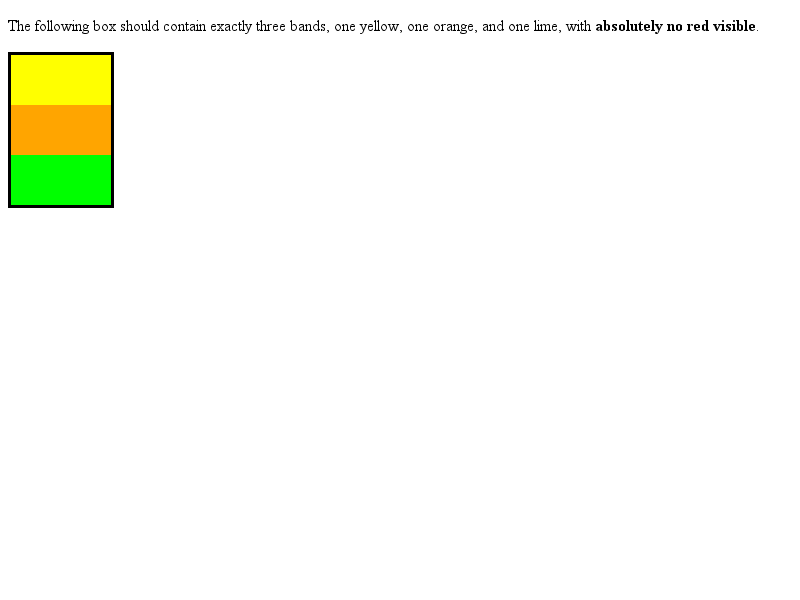 The following box should contain exactly three bands, one yellow, one orange, and one lime, with absolutely no red visible.